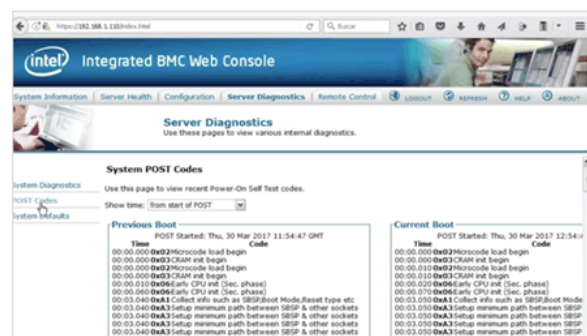 https://192.168.1.110/index.html
Buscar
intel Integrated BMC Web Console
System Information Server Health Configuration Server Diagnostics Remote Control LOGOUT REFRESH HELP ABOUT
Server Diagnostics
Use these pages to view various internal diagnostics.
System POST Codes
System Diagnostics
Use this page to view recent Power-On Self Test codes.
POST Codes
Show time: from start of POST
System Defaults
Previous Boot
POST Started: Thu, 30 Mar 2017 11:54:47 GMT
Time Code
00:00.000 0x02 Microcode load begin
00:00.000 0x03 CRAM init begin
00:00.000 0x02 Microcode load begin
00:00.000 0x03 CRAM init begin
00:00.010 0x06 Early CPU init (Sec. phase)
00:00.040 0x06 Early CPU init (Sec. phase)
00:03.040 0xA1 Collect info such as SBSP,Boot Mode,Reset type etc
00:03.040 0xA3 Setup minimum path between SBSP & other sockets
00:03.040 0xA3 Setup minimum path between SBSP & other sockets
00:03.040 0xA3 Setup minimum path between SBSP & other sockets
Current Boot
POST Started: Thu, 30 Mar 2017 12:54:4
Time Code
00:00.000 0x02 Microcode load begin
00:00.000 0x03 CRAM init begin
00:00.010 0x02 Microcode load begin
00:00.010 0x03 CRAM init begin
00:00.020 0x06 Early CPU init (Sec. phase)
00:00.070 0x06 Early CPU init (Sec. phase)
00:03.050 0xA1 Collect info such as SBSP,Boot Mode
00:03.050 0xA3 Setup minimum path between SBSP
00:03.050 0xA3 Setup minimum path between SBSP